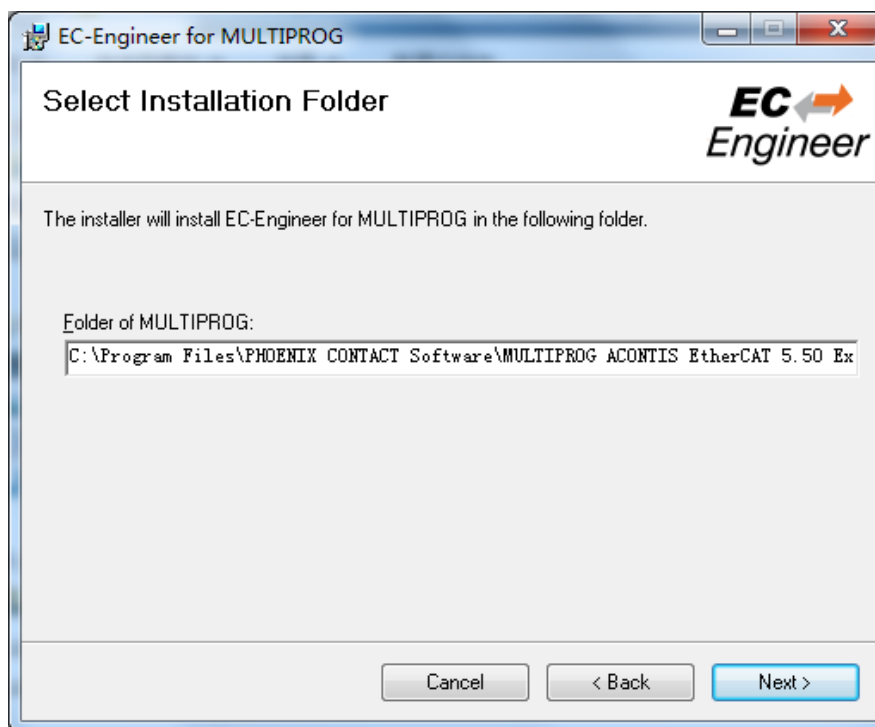 EC-Engineer for MULTIPROG
Select Installation Folder
EC
Engineer
The installer will install EC-Engineer for MULTIPROG in the following folder.
Folder of MULTIPROG:
C:\Program Files\PHOENIX CONTACT Software\MULTIPROG ACONTIS EtherCAT 5.50 Ex
Cancel
< Back
Next >